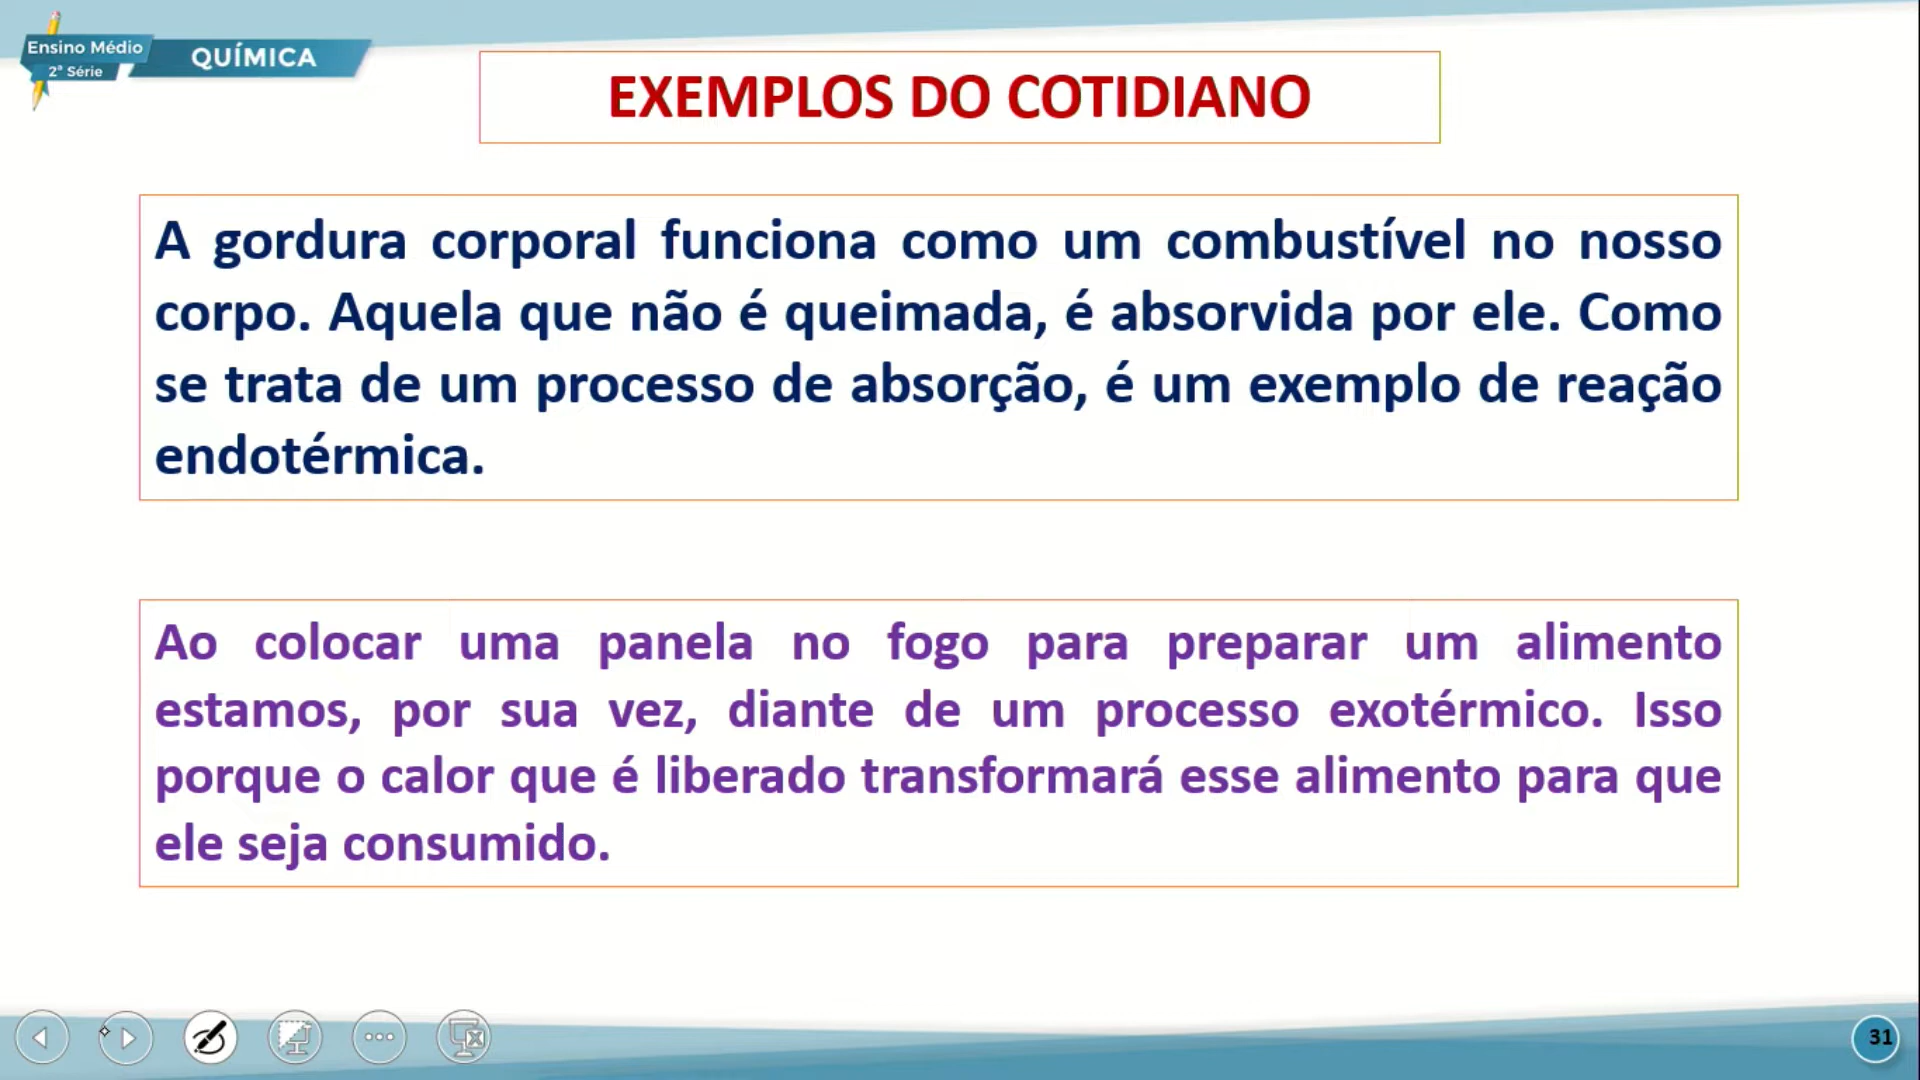 Ensino Médio
2ª Série
QUÍMICA
EXEMPLOS DO COTIDIANO
A gordura corporal funciona como um combustível no nosso
corpo. Aquela que não é queimada, é absorvida por ele. Como
se trata de um processo de absorção, é um exemplo de reação
endotérmica.
Ao colocar uma panela no fogo para preparar um alimento
estamos, por sua vez, diante de um processo exotérmico. Isso
porque o calor que é liberado transformará esse alimento para que
ele seja consumido.
31